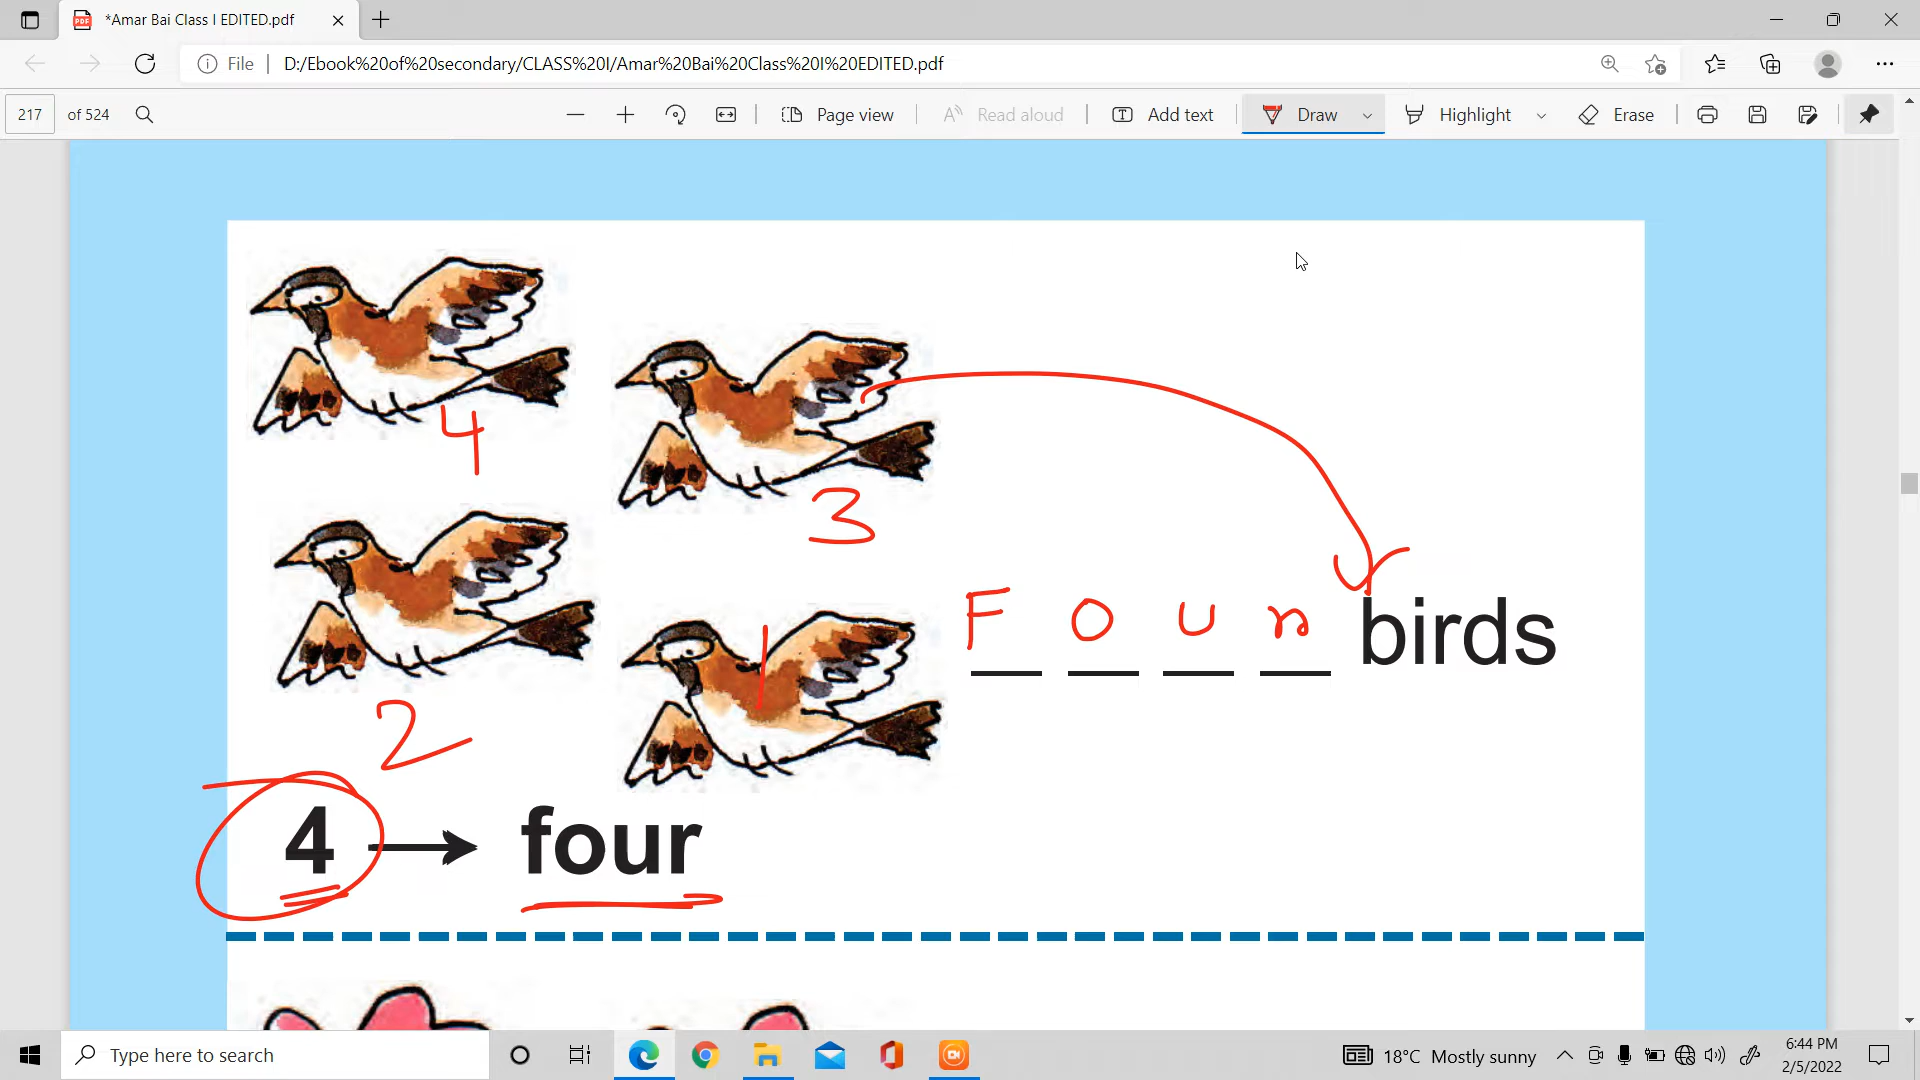 *Amar Bai Class I EDITED.pdf
File D:/Ebook%20of%20secondary/CLASS%20I/Amar%20Bai%20Class%20I%20EDITED.pdf
217 of 524 Page view Read aloud Add text Draw Highlight Erase
4
3
F o u r birds
1
2
4 four
Type here to search
18°C Mostly sunny
6:44 PM
2/5/2022